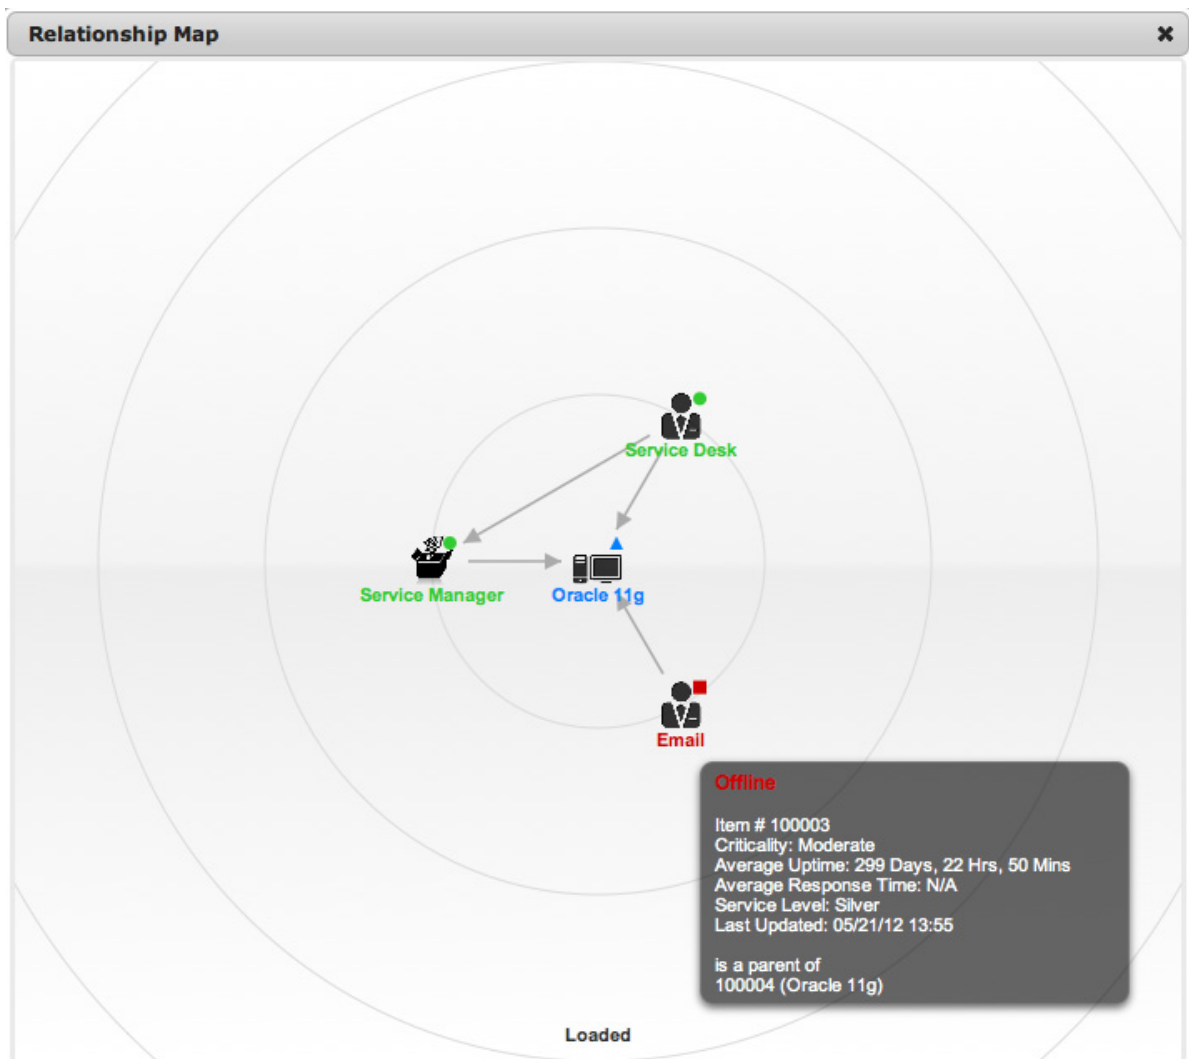 Relationship Map
Service Desk
Service Manager
Oracle 11g
Email
Offline
Item # 100003
Criticality: Moderate
Average Uptime: 299 Days, 22 Hrs, 50 Mins
Average Response Time: N/A
Service Level: Silver
Last Updated: 05/21/12 13:55
is a parent of
100004 (Oracle 11g)
Loaded